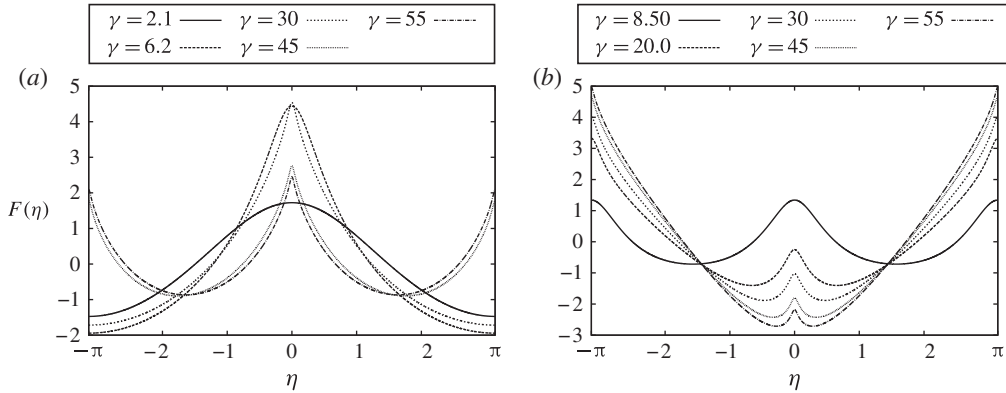 γ = 2.1 γ = 30 γ = 55
γ = 6.2 γ = 45
γ = 8.50 γ = 30 γ = 55
γ = 20.0 γ = 45
(a)
5
4
3
2
1
0
−1
−2
F(η)
−π −2 −1 0 1 2 π
η
(b)
5
4
3
2
1
0
−1
−2
−3
−π −2 −1 0 1 2 π
η